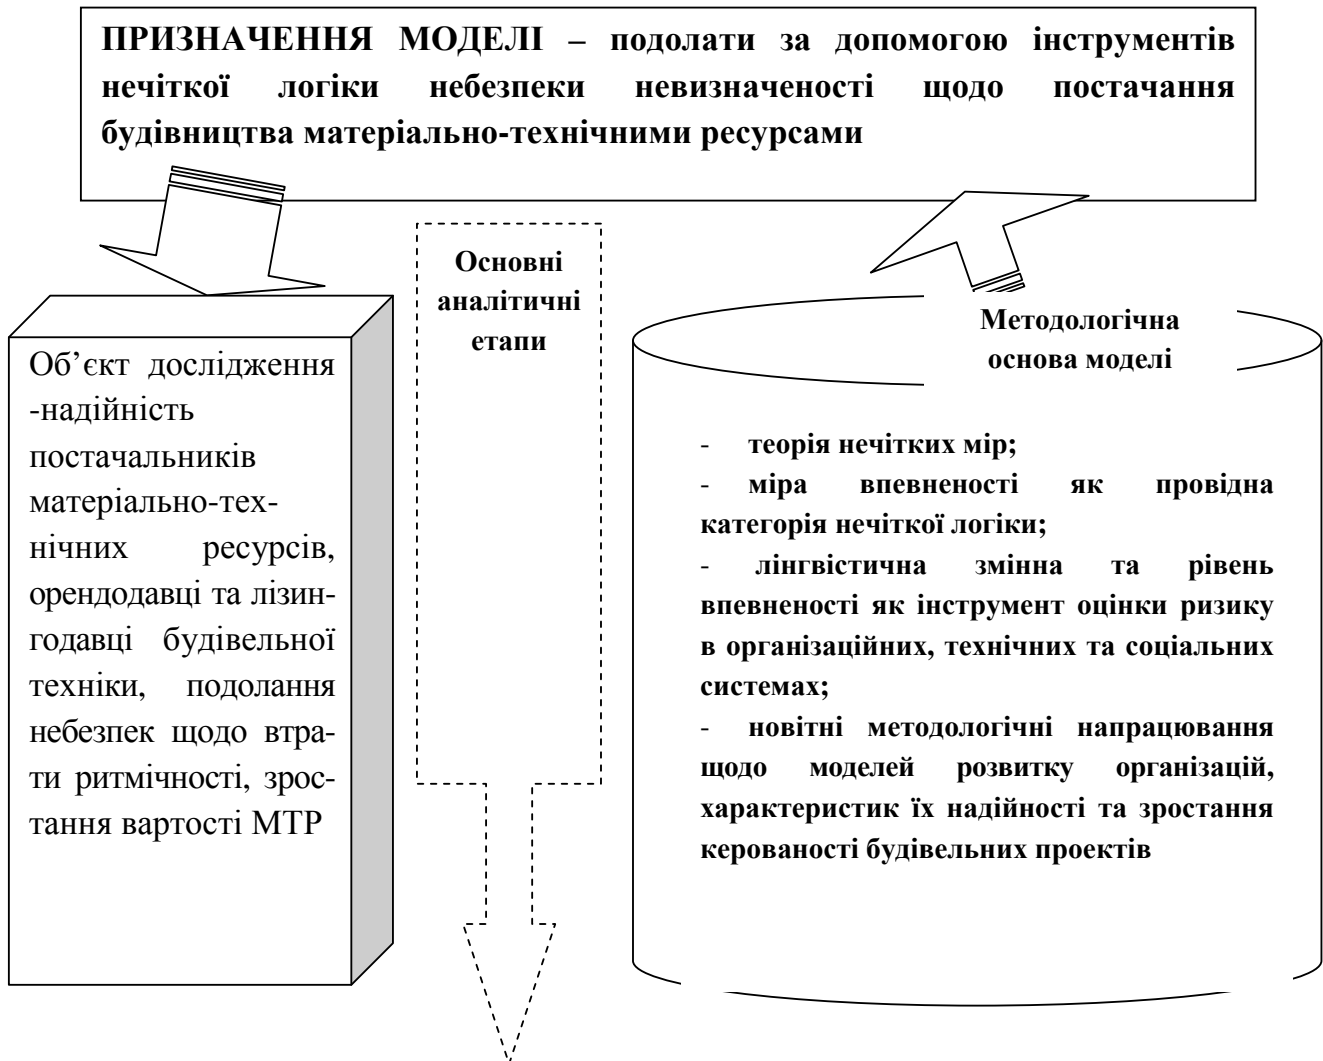 ПРИЗНАЧЕННЯ МОДЕЛІ – подолати за допомогою інструментів
нечіткої логіки небезпеки невизначеності щодо постачання
будівництва матеріально-технічними ресурсами
Об’єкт дослідження
-надійність
постачальників
матеріально-тех-
нічних ресурсів,
орендодавці та лізин-
годавці будівельної
техніки, подолання
небезпек щодо втра-
ти ритмічності, зрос-
тання вартості МТР
Основні
аналітичні
етапи
Методологічна
основа моделі
- теорія нечітких мір;
- міра впевненості як провідна
категорія нечіткої логіки;
- лінгвістична змінна та рівень
впевненості як інструмент оцінки ризику
в організаційних, технічних та соціальних
системах;
- новітні методологічні напрацювання
щодо моделей розвитку організацій,
характеристик їх надійності та зростання
керованості будівельних проектів